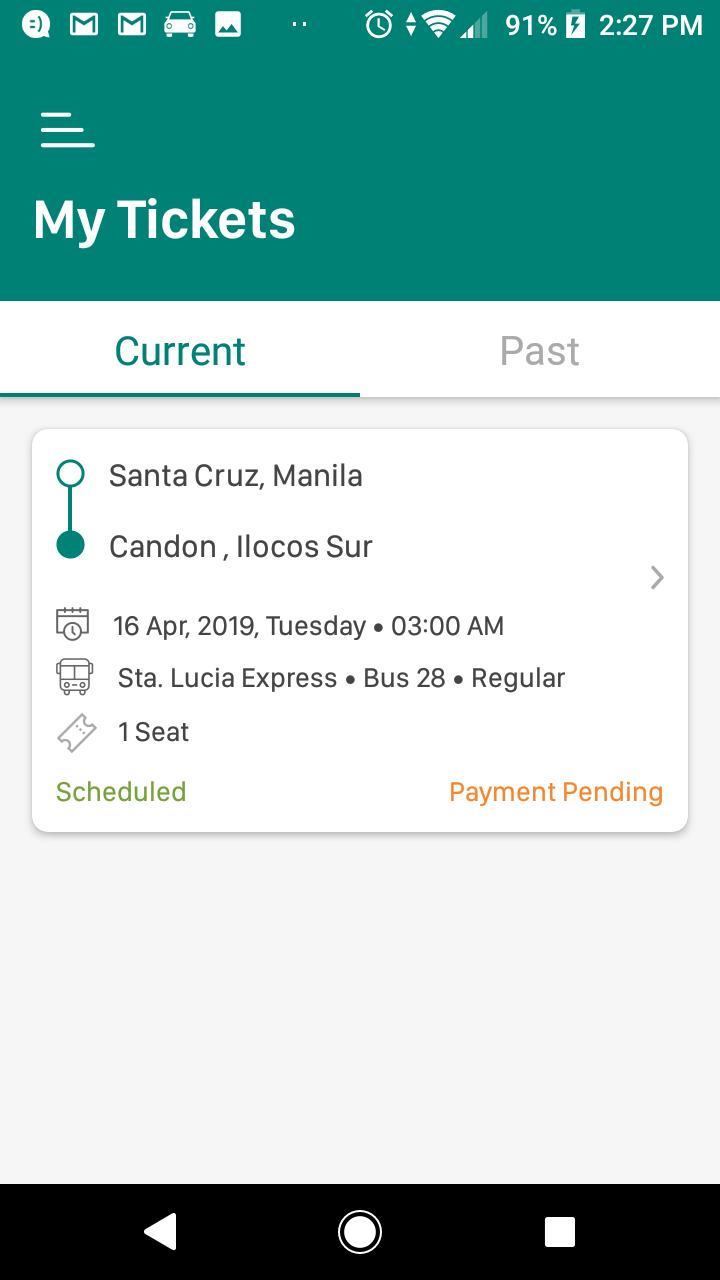 91% 2:27 PM
My Tickets
Current Past
Santa Cruz, Manila
Candon , Ilocos Sur
16 Apr, 2019, Tuesday • 03:00 AM
Sta. Lucia Express • Bus 28 • Regular
1 Seat
Scheduled Payment Pending